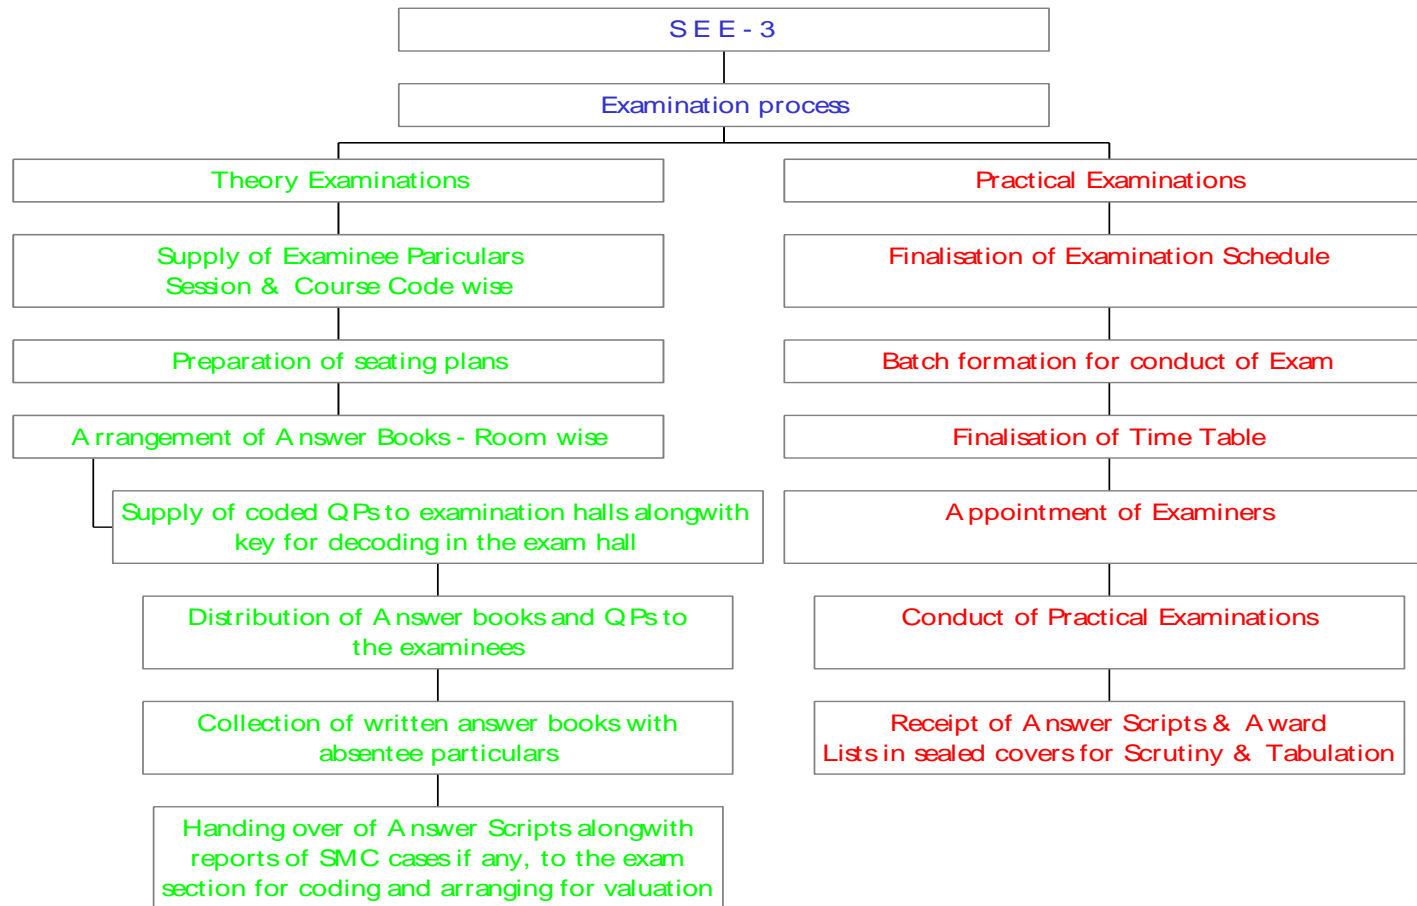 SEE - 3
Examination process
Theory Examinations
Supply of Examinee Pariculars
Session & Course Code wise
Preparation of seating plans
Arrangement of Answer Books - Room wise
Supply of coded QPs to examination halls alongwith
key for decoding in the exam hall
Distribution of Answer books and QPs to
the examinees
Collection of written answer books with
absentee particulars
Handing over of Answer Scripts alongwith
reports of SMC cases if any, to the exam
section for coding and arranging for valuation
Practical Examinations
Finalisation of Examination Schedule
Batch formation for conduct of Exam
Finalisation of Time Table
Appointment of Examiners
Conduct of Practical Examinations
Receipt of Answer Scripts & Award
Lists in sealed covers for Scrutiny & Tabulation